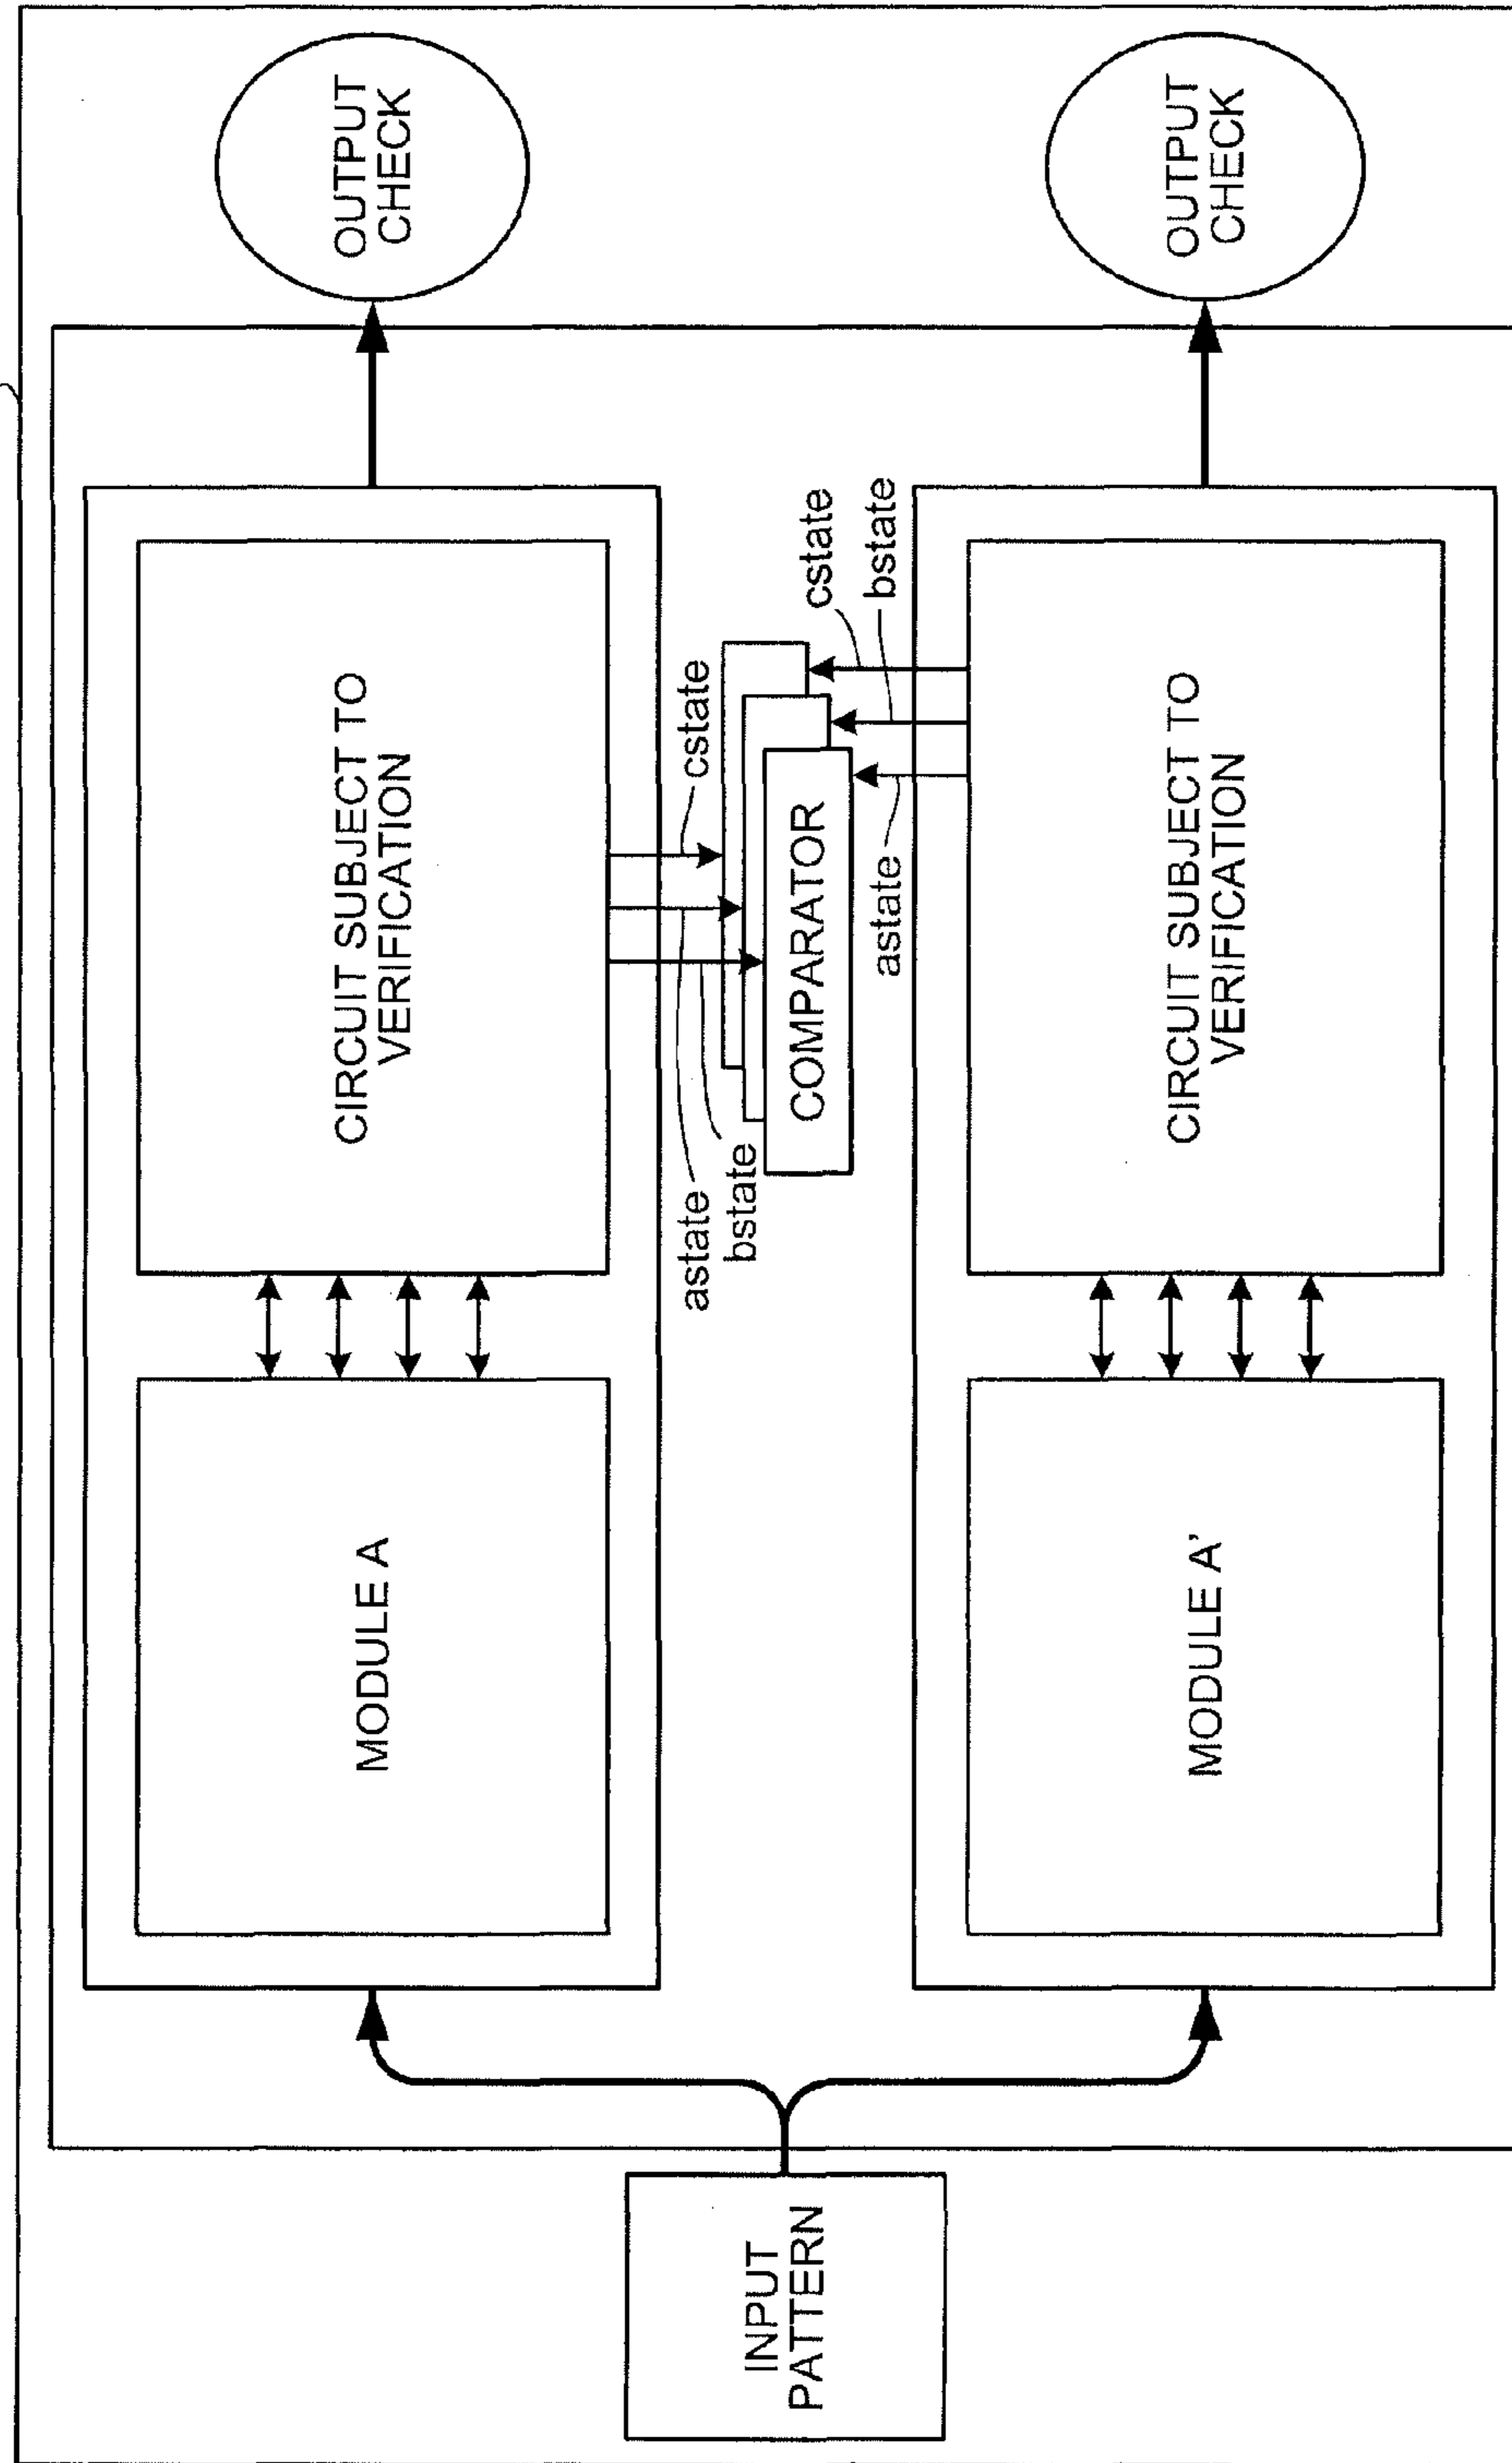 INPUT
PATTERN
MODULE A
CIRCUIT SUBJECT TO
VERIFICATION
OUTPUT
CHECK
astate
bstate
cstate
COMPARATOR
astate
cstate
bstate
MODULE A'
CIRCUIT SUBJECT TO
VERIFICATION
OUTPUT
CHECK